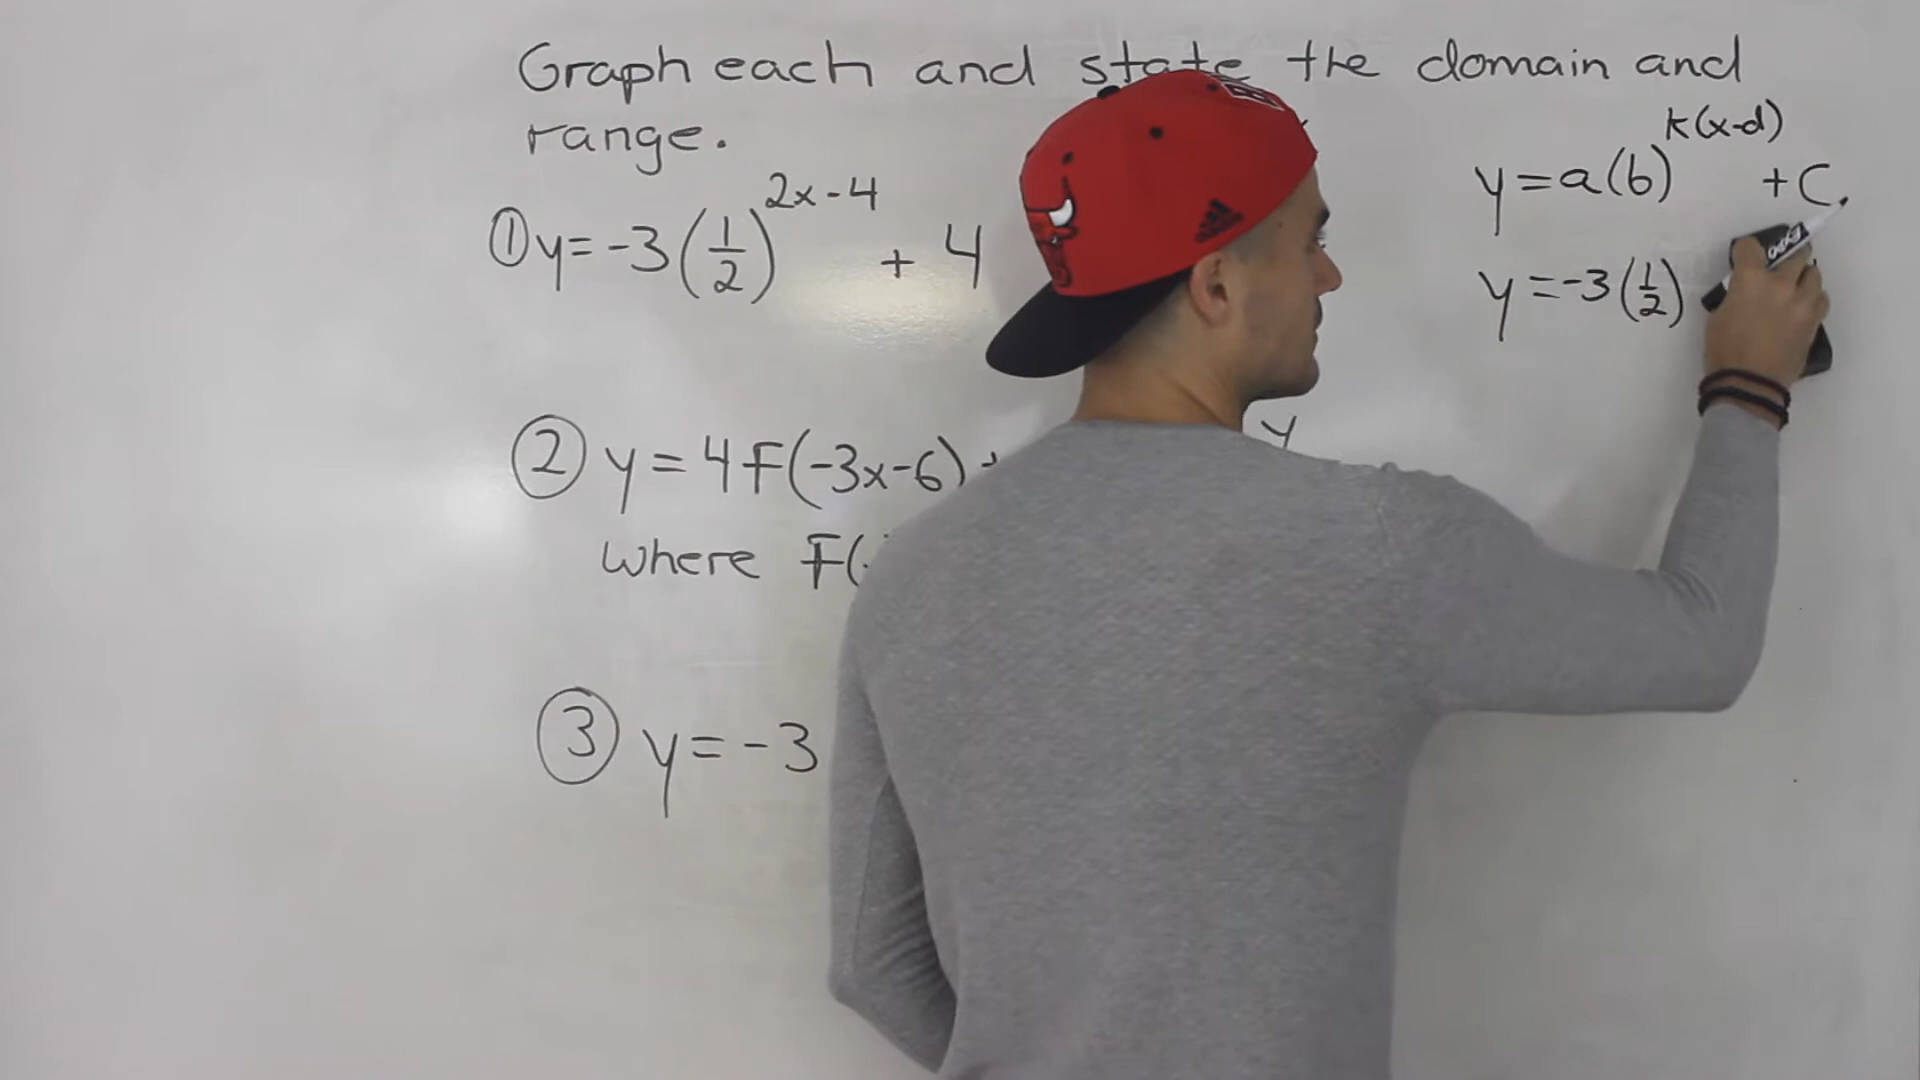 Graph each and state the domain and
range.
k(x-d)
y=a(b) +C
① y=-3(1/2)^2x-4 + 4
y=-3(1/2)
② y=4F(-3x-6)
y
where F(
③ y=-3
EXPO